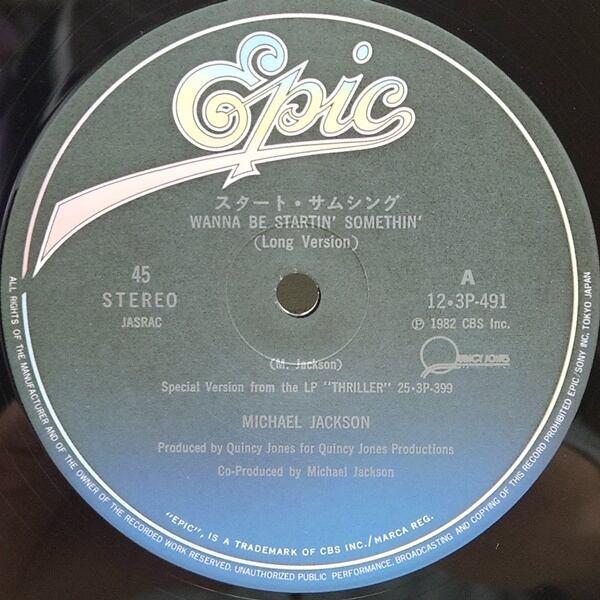 Epic
スタート・サムシング
WANNA BE STARTIN' SOMETHIN'
(Long Version)
45
STEREO
JASRAC
A
12・3P-491
Ⓟ 1982 CBS Inc.
QUINCY JONES
(M. Jackson)
Special Version from the LP "THRILLER" 25・3P-399
MICHAEL JACKSON
Produced by Quincy Jones for Quincy Jones Productions
Co-Produced by Michael Jackson
"EPIC", IS A TRADEMARK OF CBS INC./MARCA REG.
ALL RIGHTS OF THE MANUFACTURER AND OF THE OWNER OF THE RECORDED WORK RESERVED. UNAUTHORIZED PUBLIC PERFORMANCE, BROADCASTING AND COPYING OF THIS RECORD PROHIBITED EPIC/SONY INC. TOKYO JAPAN